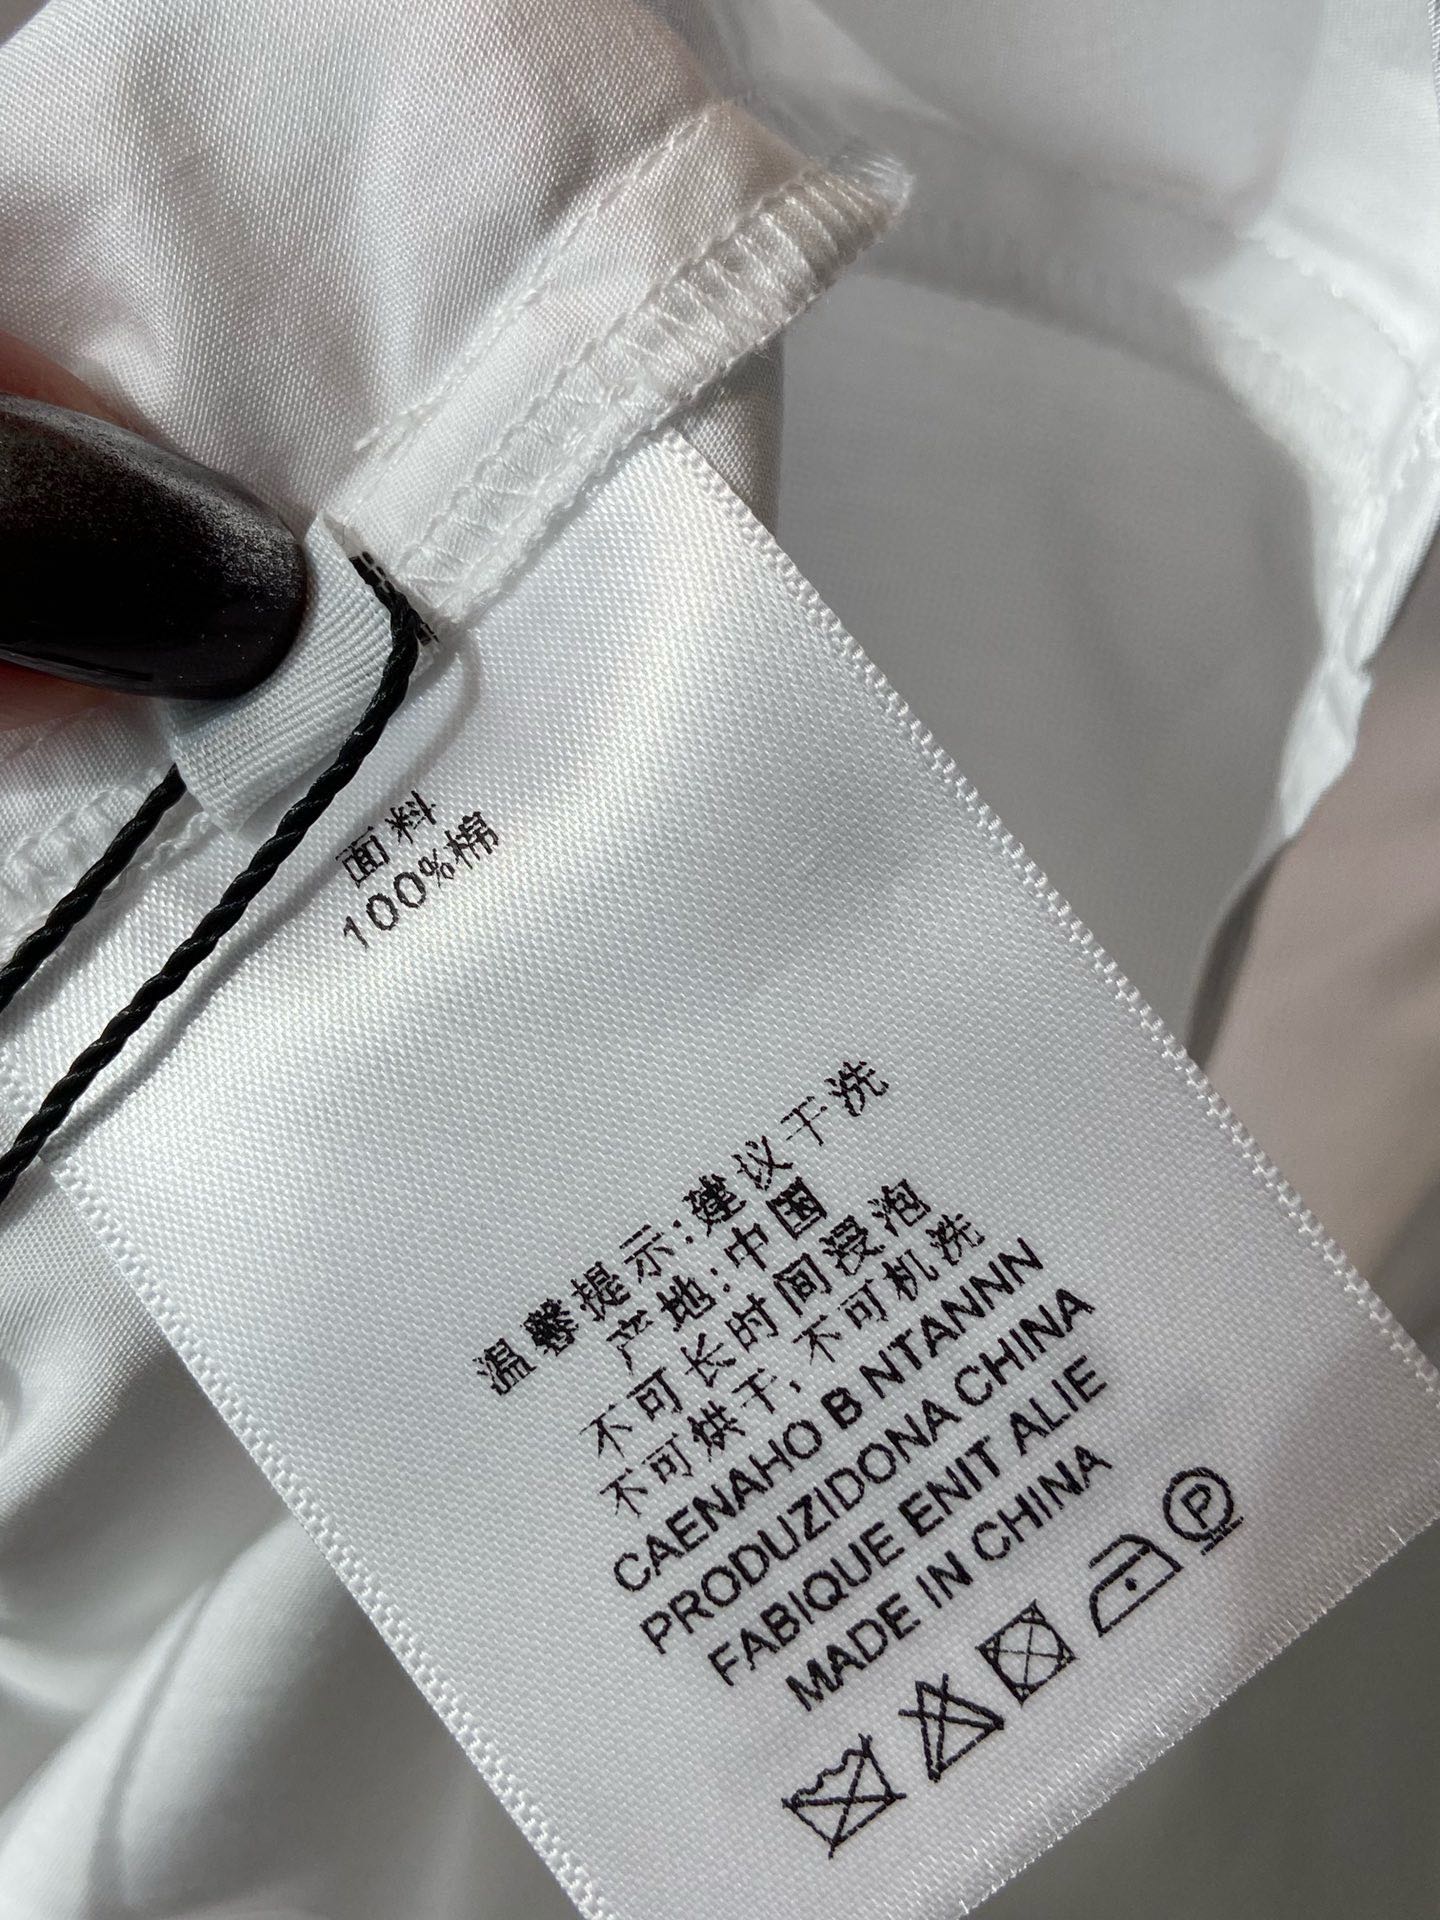 面料
100%棉
温馨提示:建议干洗
产地:中国
不可长时间浸泡
不可烘干,不可机洗
CAENAHO B NTANNN
PRODUZIDONA CHINA
FABIQUE ENIT ALIE
MADE IN CHINA
P